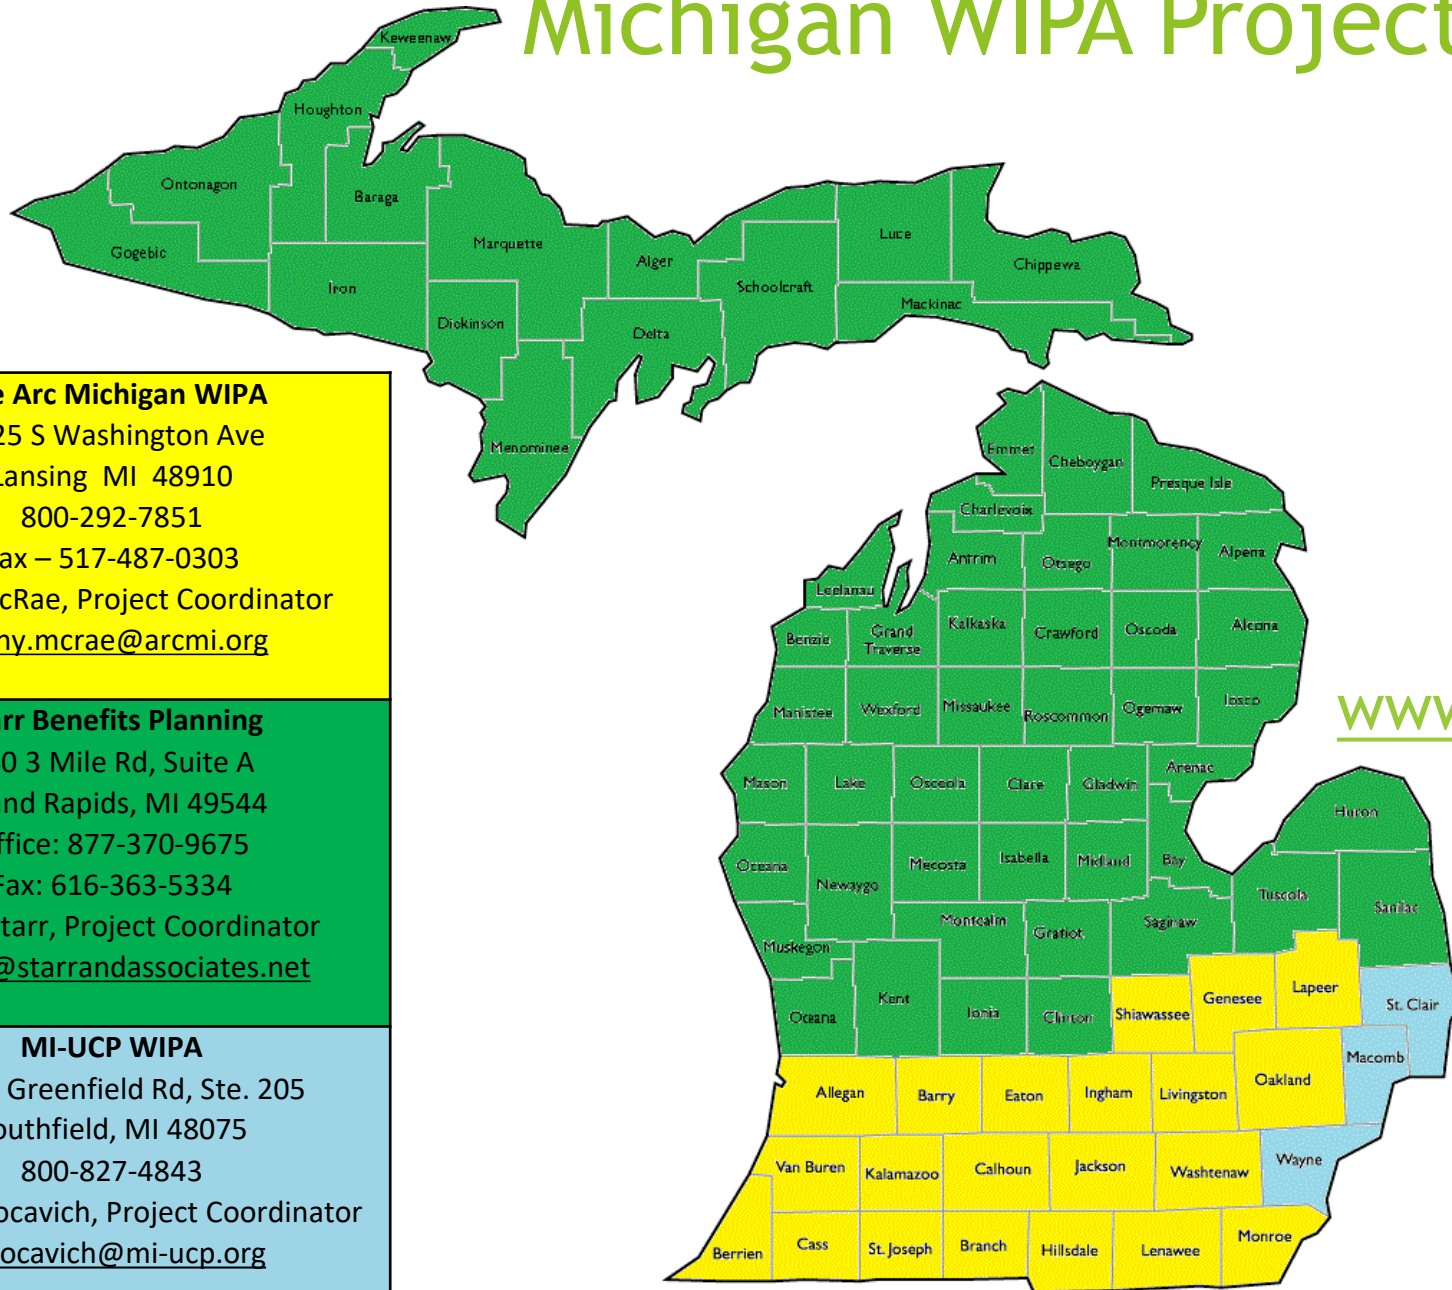 Michigan WIPA Project
Keweenaw
Houghton
Ontonagon
Baraga
Gogebic
Marquette
Iron
Alger
Luce
Chippewa
Schoolcraft
Mackinac
Dickinson
Delta
Menominee
e Arc Michigan WIPA
25 S Washington Ave
Lansing MI 48910
800-292-7851
ax – 517-487-0303
cRae, Project Coordinator
ny.mcrae@arcmi.org
arr Benefits Planning
0 3 Mile Rd, Suite A
and Rapids, MI 49544
ffice: 877-370-9675
Fax: 616-363-5334
tarr, Project Coordinator
@starrandassociates.net
MI-UCP WIPA
Greenfield Rd, Ste. 205
outhfield, MI 48075
800-827-4843
ocavich, Project Coordinator
ocavich@mi-ucp.org
Emmet
Cheboygan
Presque Isle
Charlevoix
Antrim
Otsego
Montmorency
Alpena
Leelanau
Benzie
Grand
Traverse
Kalkaska
Crawford
Oscoda
Alcona
Manistee
Wexford
Missaukee
Roscommon
Ogemaw
Iosco
www
Mason
Lake
Osceola
Clare
Gladwin
Arenac
Huron
Oceana
Newaygo
Mecosta
Isabella
Midland
Bay
Tuscola
Sanilac
Muskegon
Montcalm
Gratiot
Saginaw
Oceana
Kent
Ionia
Clinton
Shiawassee
Genesee
Lapeer
St. Clair
Allegan
Barry
Eaton
Ingham
Livingston
Oakland
Macomb
Van Buren
Kalamazoo
Calhoun
Jackson
Washtenaw
Wayne
Berrien
Cass
St. Joseph
Branch
Hillsdale
Lenawee
Monroe